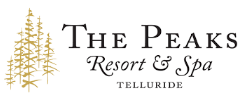 THE PEAKS
Resort & Spa
TELLURIDE